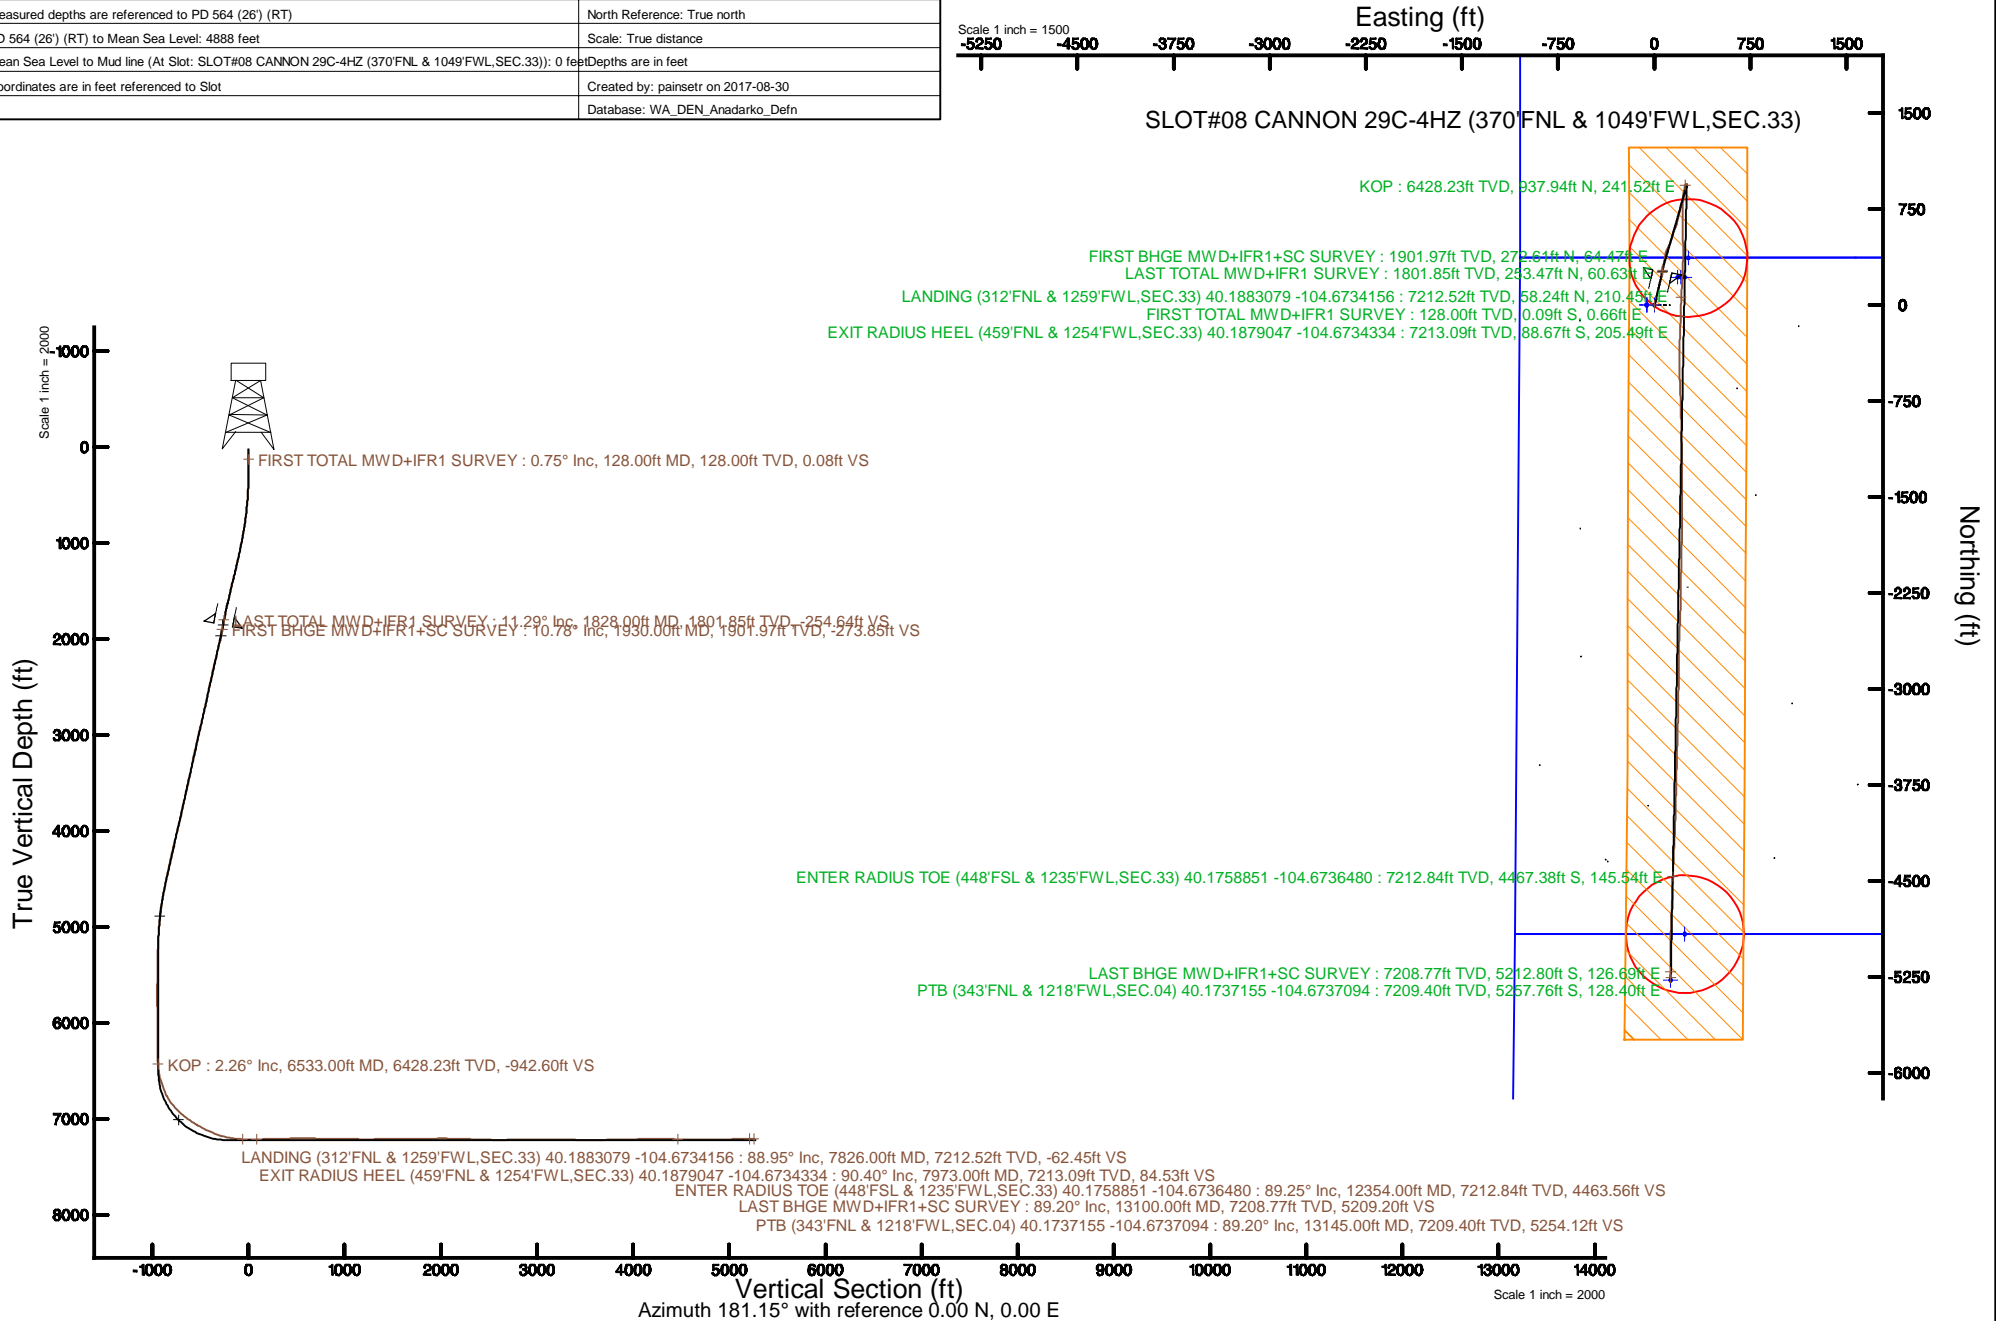 easured depths are referenced to PD 564 (26') (RT)
North Reference: True north
D 564 (26') (RT) to Mean Sea Level: 4888 feet
Scale: True distance
ean Sea Level to Mud line (At Slot: SLOT#08 CANNON 29C-4HZ (370'FNL & 1049'FWL,SEC.33)): 0 feet
Depths are in feet
oordinates are in feet referenced to Slot
Created by: painsetr on 2017-08-30
Database: WA_DEN_Anadarko_Defn
Easting (ft)
Scale 1 inch = 1500
-5250 -4500 -3750 -3000 -2250 -1500 -750 0 750 1500
SLOT#08 CANNON 29C-4HZ (370'FNL & 1049'FWL,SEC.33)
KOP : 6428.23ft TVD, 937.94ft N, 241.52ft E
FIRST BHGE MWD+IFR1+SC SURVEY : 1901.97ft TVD, 272.61ft N, 64.47ft E
LAST TOTAL MWD+IFR1 SURVEY : 1801.85ft TVD, 253.47ft N, 60.63ft E
LANDING (312'FNL & 1259'FWL,SEC.33) 40.1883079 -104.6734156 : 7212.52ft TVD, 58.24ft N, 210.45ft E
FIRST TOTAL MWD+IFR1 SURVEY : 128.00ft TVD, 0.09ft S, 0.66ft E
EXIT RADIUS HEEL (459'FNL & 1254'FWL,SEC.33) 40.1879047 -104.6734334 : 7213.09ft TVD, 88.67ft S, 205.49ft E
ENTER RADIUS TOE (448'FSL & 1235'FWL,SEC.33) 40.1758851 -104.6736480 : 7212.84ft TVD, 4467.38ft S, 145.54ft E
LAST BHGE MWD+IFR1+SC SURVEY : 7208.77ft TVD, 5212.80ft S, 126.69ft E
PTB (343'FNL & 1218'FWL,SEC.04) 40.1737155 -104.6737094 : 7209.40ft TVD, 5257.76ft S, 128.40ft E
1500
750
0
-750
-1500
-2250
-3000
-3750
-4500
-5250
-6000
Northing (ft)
Scale 1 inch = 2000
True Vertical Depth (ft)
-1000
0
1000
2000
3000
4000
5000
6000
7000
8000
FIRST TOTAL MWD+IFR1 SURVEY : 0.75° Inc, 128.00ft MD, 128.00ft TVD, 0.08ft VS
LAST TOTAL MWD+IFR1 SURVEY : 11.29° Inc, 1828.00ft MD, 1801.85ft TVD, -254.64ft VS
FIRST BHGE MWD+IFR1+SC SURVEY : 10.78° Inc, 1930.00ft MD, 1901.97ft TVD, -273.85ft VS
KOP : 2.26° Inc, 6533.00ft MD, 6428.23ft TVD, -942.60ft VS
LANDING (312'FNL & 1259'FWL,SEC.33) 40.1883079 -104.6734156 : 88.95° Inc, 7826.00ft MD, 7212.52ft TVD, -62.45ft VS
EXIT RADIUS HEEL (459'FNL & 1254'FWL,SEC.33) 40.1879047 -104.6734334 : 90.40° Inc, 7973.00ft MD, 7213.09ft TVD, 84.53ft VS
ENTER RADIUS TOE (448'FSL & 1235'FWL,SEC.33) 40.1758851 -104.6736480 : 89.25° Inc, 12354.00ft MD, 7212.84ft TVD, 4463.56ft VS
LAST BHGE MWD+IFR1+SC SURVEY : 89.20° Inc, 13100.00ft MD, 7208.77ft TVD, 5209.20ft VS
PTB (343'FNL & 1218'FWL,SEC.04) 40.1737155 -104.6737094 : 89.20° Inc, 13145.00ft MD, 7209.40ft TVD, 5254.12ft VS
-1000 0 1000 2000 3000 4000 5000 6000 7000 8000 9000 10000 11000 12000 13000 14000
Vertical Section (ft)
Scale 1 inch = 2000
Azimuth 181.15° with reference 0.00 N, 0.00 E